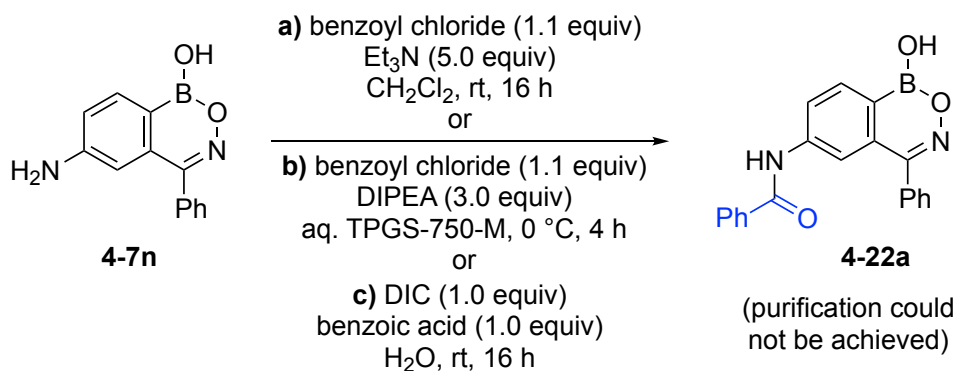 a) benzoyl chloride (1.1 equiv)
Et₃N (5.0 equiv)
CH₂Cl₂, rt, 16 h
or
b) benzoyl chloride (1.1 equiv)
DIPEA (3.0 equiv)
aq. TPGS-750-M, 0 °C, 4 h
or
c) DIC (1.0 equiv)
benzoic acid (1.0 equiv)
H₂O, rt, 16 h
OH
B
O
N
H₂N
Ph
4-7n
OH
B
O
N
HN
Ph
Ph
O
4-22a
(purification could
not be achieved)